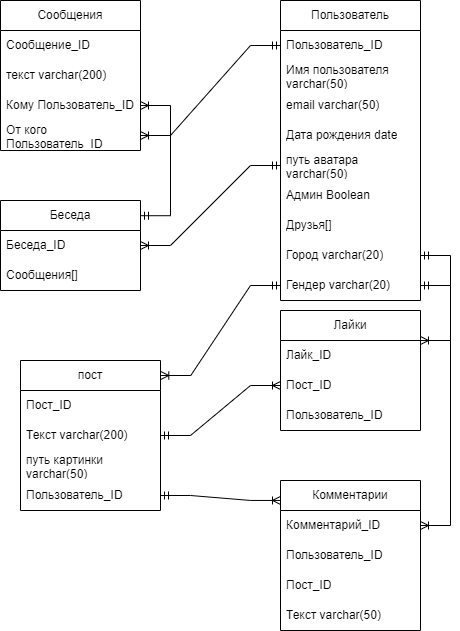 Сообщения
Сообщение_ID
текст varchar(200)
Кому Пользователь_ID
От кого
Пользователь_ID
Пользователь
Пользователь_ID
Имя пользователя
varchar(50)
email varchar(50)
Дата рождения date
путь аватара
varchar(50)
Админ Boolean
Друзья[]
Город varchar(20)
Гендер varchar(20)
Беседа
Беседа_ID
Сообщения[]
Лайки
Лайк_ID
Пост_ID
Пользователь_ID
пост
Пост_ID
Текст varchar(200)
путь картинки
varchar(50)
Пользователь_ID
Комментарии
Комментарий_ID
Пользователь_ID
Пост_ID
Текст varchar(50)